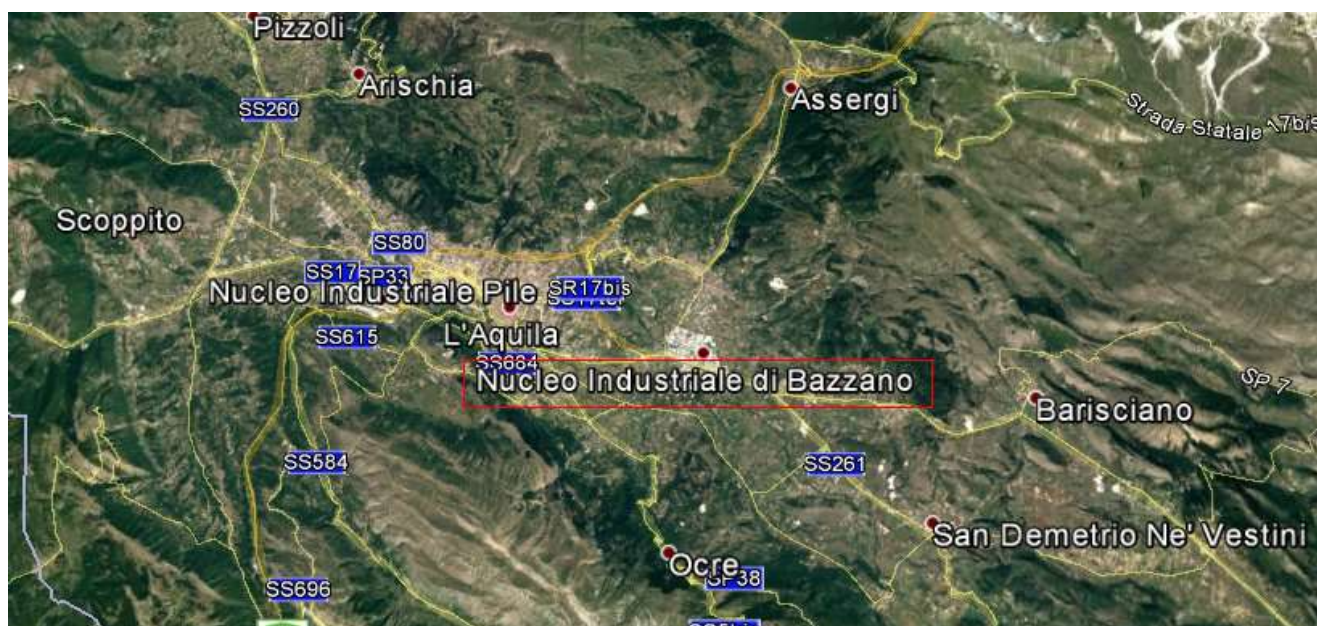 Pizzoli
Arischia
Assergi
SS260
Strada Statale 17bis
Scoppito
SS80
SS17
SP33
Nucleo Industriale Pile
SR17bis
L'Aquila
SS615
SS684
Nucleo Industriale di Bazzano
SP 7
Barisciano
SS584
SS261
San Demetrio Ne' Vestini
Ocre
SP38
SS696